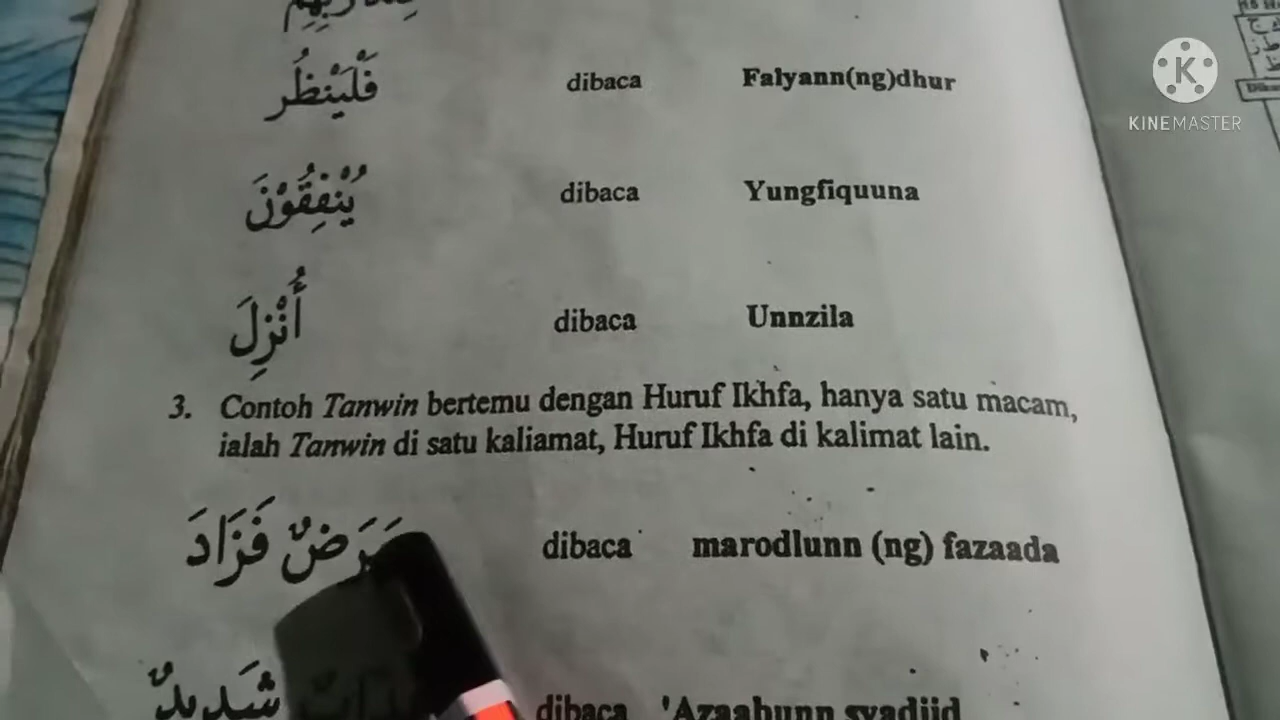 KINEMASTER
فَلْيَنْظُر dibaca Falyann(ng)dhur
يُنْفِقُوْنَ dibaca Yungfiquuna
أُنْزِلَ dibaca Unnzila
3. Contoh Tanwin bertemu dengan Huruf Ikhfa, hanya satu macam,
ialah Tanwin di satu kaliamat, Huruf Ikhfa di kalimat lain.
مَرَضٌ فَزَادَ dibaca marodlunn (ng) fazaada
شَدِيدٌ dibaca 'Azaabunn syadiid